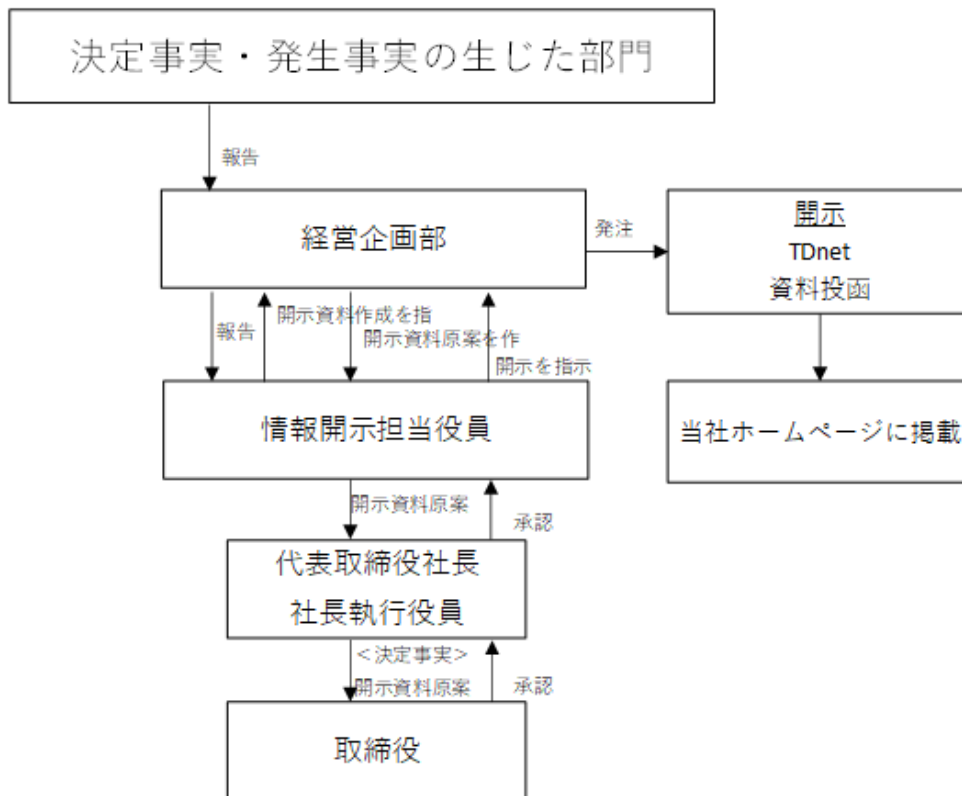 決定事実・発生事実の生じた部門
報告
経営企画部
発注
開示
TDnet
資料投函
報告
開示資料作成を指
開示資料原案を作
開示を指示
情報開示担当役員
当社ホームページに掲載
開示資料原案
承認
代表取締役社長
社長執行役員
<決定事実>
開示資料原案
承認
取締役